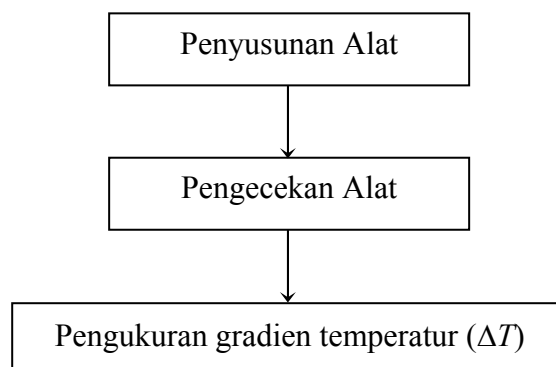 Penyusunan Alat
Pengecekan Alat
Pengukuran gradien temperatur (ΔT)